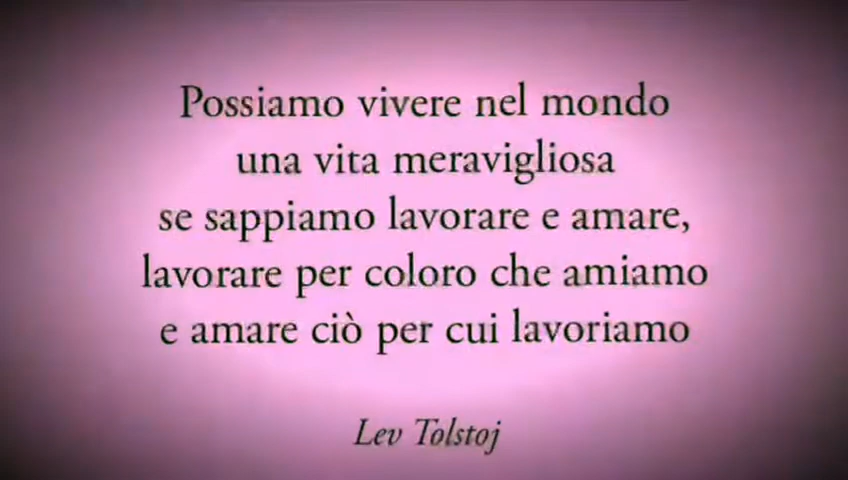 Possiamo vivere nel mondo
una vita meravigliosa
se sappiamo lavorare e amare,
lavorare per coloro che amiamo
e amare ciò per cui lavoriamo
Lev Tolstoj